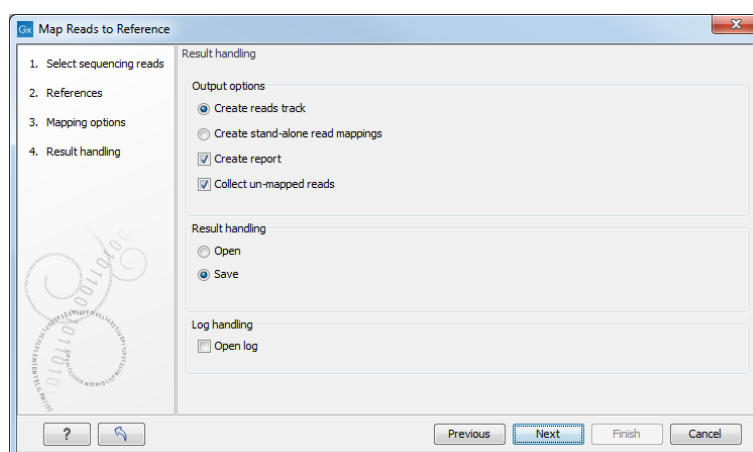 Gx Map Reads to Reference
1. Select sequencing reads
2. References
3. Mapping options
4. Result handling
Result handling
Output options
Create reads track
Create stand-alone read mappings
Create report
Collect un-mapped reads
Result handling
Open
Save
Log handling
Open log
?
Previous
Next
Finish
Cancel